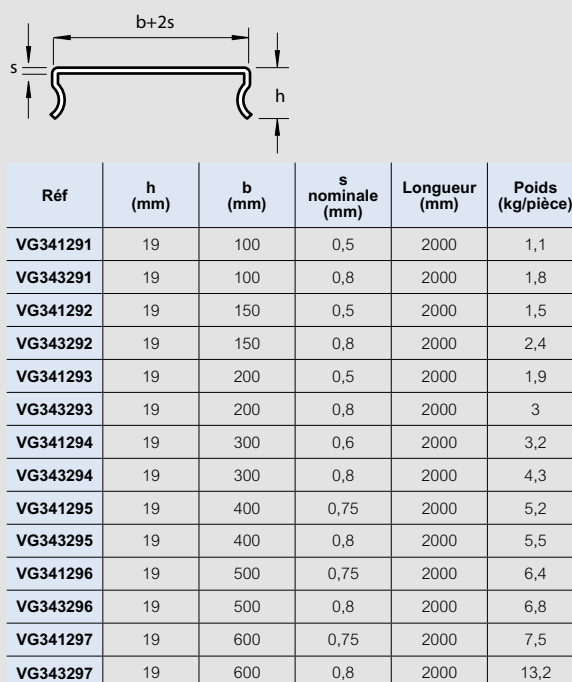 b+2s
s
h
Réf h (mm) b (mm) s nominale (mm) Longueur (mm) Poids (kg/pièce)
VG341291 19 100 0,5 2000 1,1
VG343291 19 100 0,8 2000 1,8
VG341292 19 150 0,5 2000 1,5
VG343292 19 150 0,8 2000 2,4
VG341293 19 200 0,5 2000 1,9
VG343293 19 200 0,8 2000 3
VG341294 19 300 0,6 2000 3,2
VG343294 19 300 0,8 2000 4,3
VG341295 19 400 0,75 2000 5,2
VG343295 19 400 0,8 2000 5,5
VG341296 19 500 0,75 2000 6,4
VG343296 19 500 0,8 2000 6,8
VG341297 19 600 0,75 2000 7,5
VG343297 19 600 0,8 2000 13,2